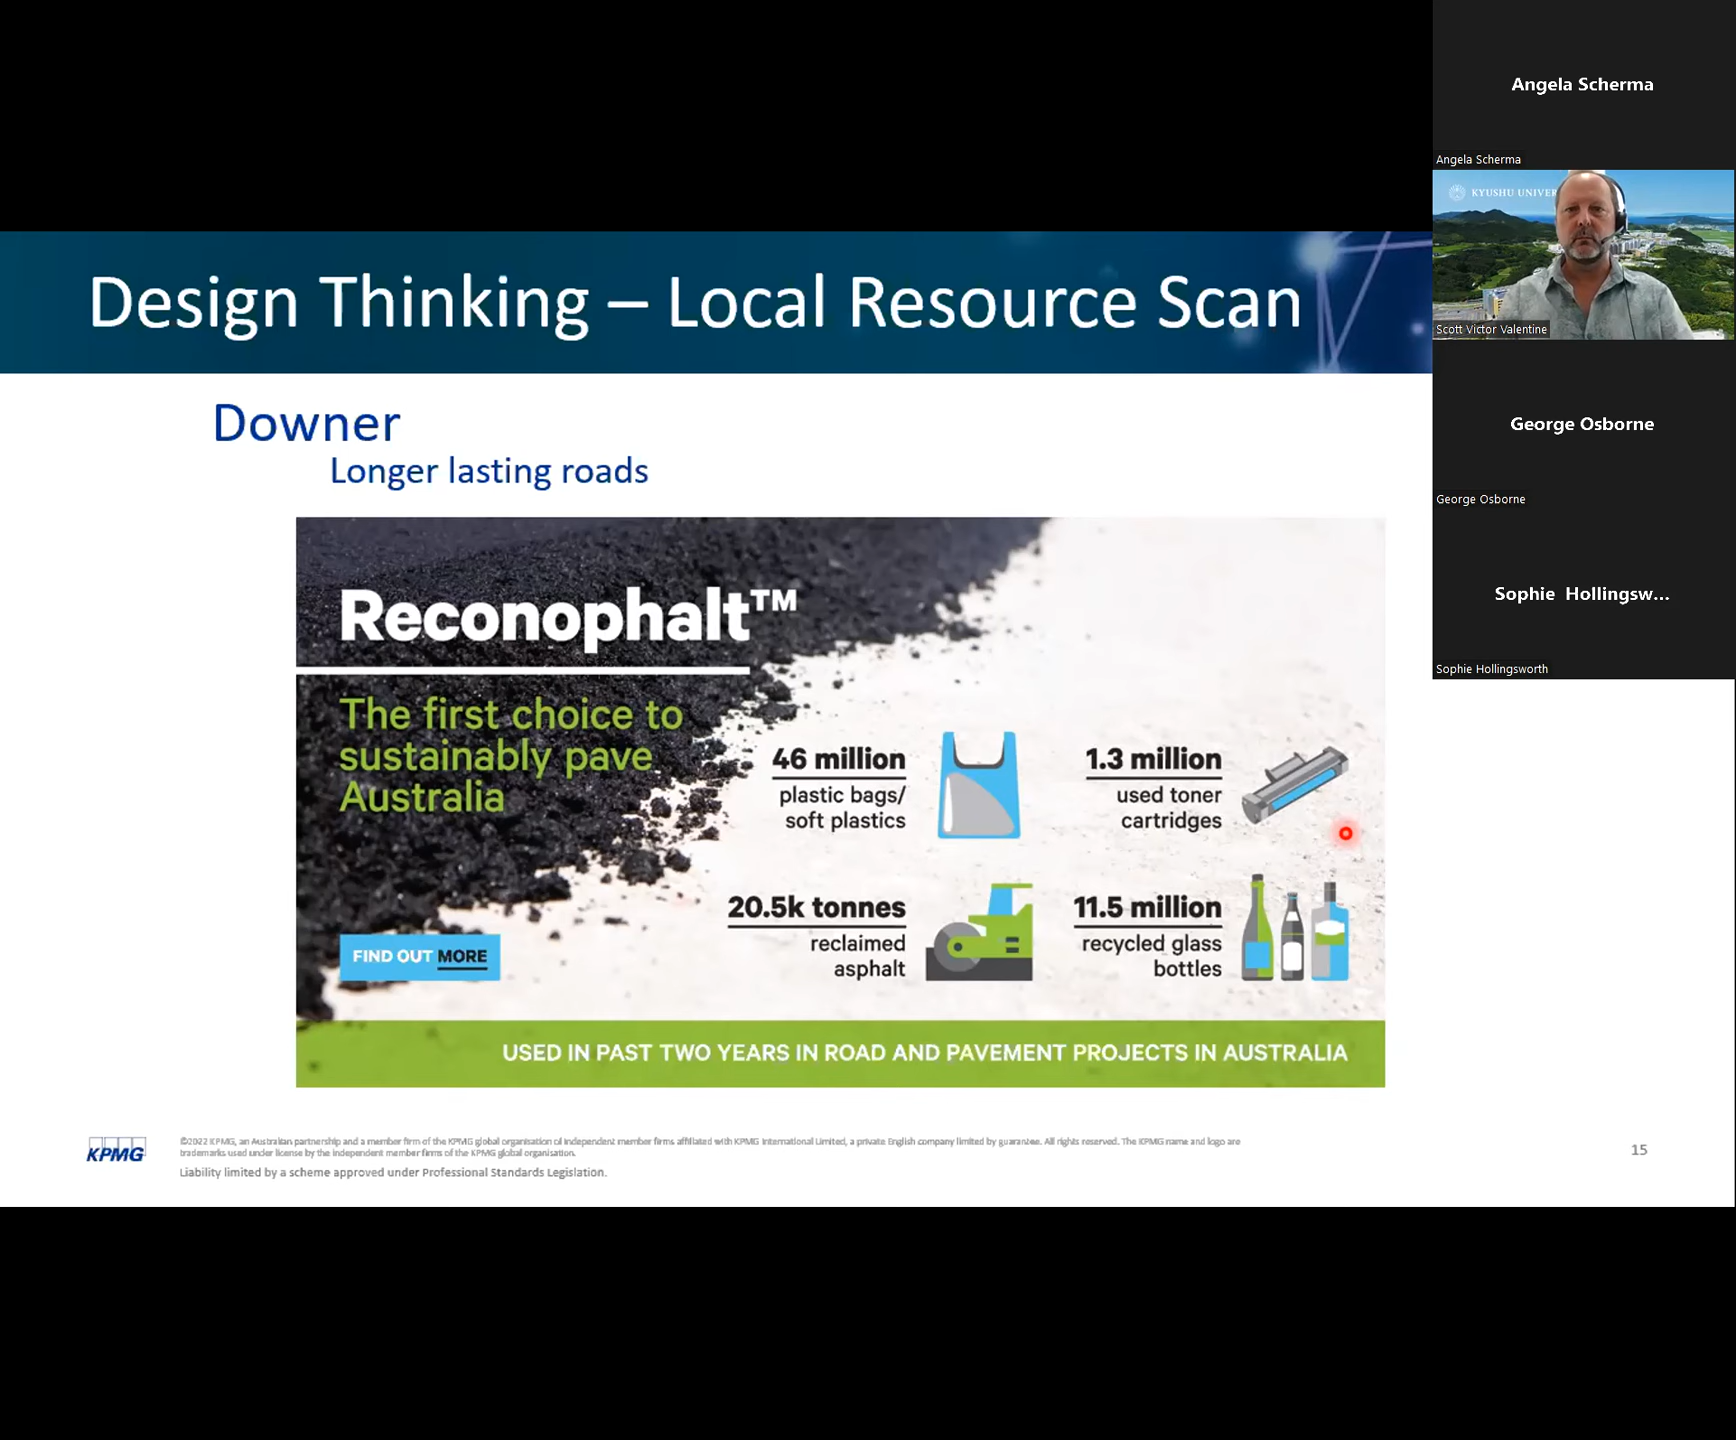 Angela Scherma
Angela Scherma
KYUSHU UNIVER
Scott Victor Valentine
George Osborne
George Osborne
Sophie Hollingsw...
Sophie Hollingsworth
Design Thinking – Local Resource Scan
Downer
Longer lasting roads
Reconophalt™
The first choice to
sustainably pave
Australia
46 million
plastic bags/
soft plastics
1.3 million
used toner
cartridges
20.5k tonnes
reclaimed
asphalt
11.5 million
recycled glass
bottles
FIND OUT MORE
USED IN PAST TWO YEARS IN ROAD AND PAVEMENT PROJECTS IN AUSTRALIA
KPMG
©2022 KPMG, an Australian partnership and a member firm of the KPMG global organisation of independent member firms affiliated with KPMG International Limited, a private English company limited by guarantee. All rights reserved. The KPMG name and logo are
trademarks used under license by the independent member firms of the KPMG global organisation.
Liability limited by a scheme approved under Professional Standards Legislation.
15